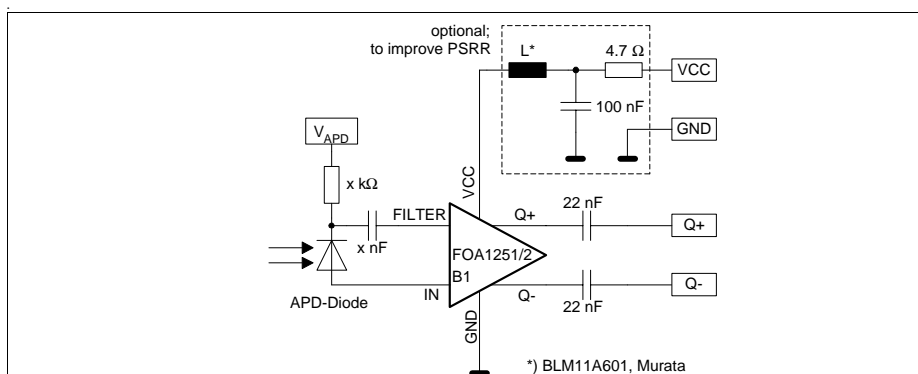 optional;
to improve PSRR
L*
4.7 Ω
VCC
100 nF
GND
V_APD
x kΩ
VCC
FILTER
Q+
22 nF
Q+
x nF
FOA1251/2
B1
IN
Q-
22 nF
Q-
APD-Diode
GND
*) BLM11A601, Murata